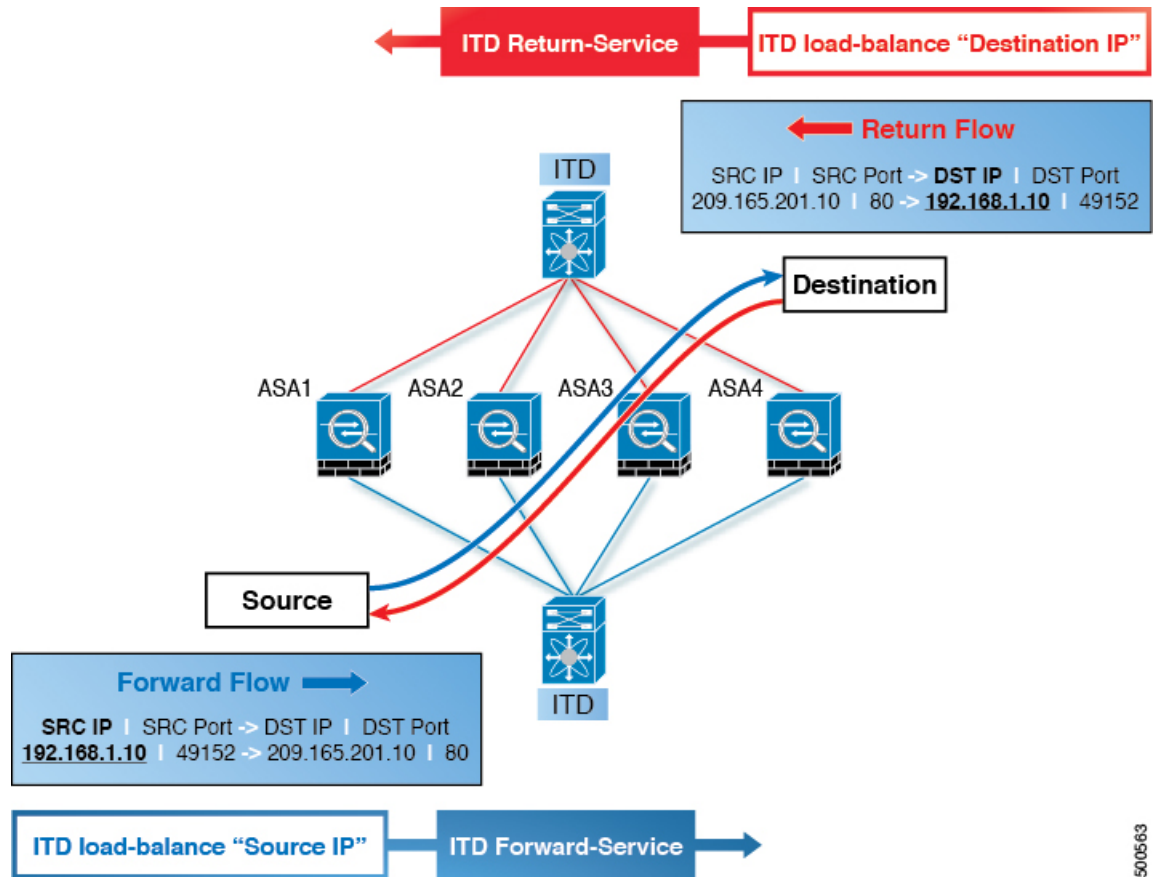 ITD Return-Service
ITD load-balance “Destination IP”
Return Flow
SRC IP | SRC Port -> DST IP | DST Port
209.165.201.10 | 80 -> 192.168.1.10 | 49152
ITD
Destination
ASA1
ASA2
ASA3
ASA4
Source
ITD
Forward Flow
SRC IP | SRC Port -> DST IP | DST Port
192.168.1.10 | 49152 -> 209.165.201.10 | 80
ITD load-balance “Source IP”
ITD Forward-Service
500563